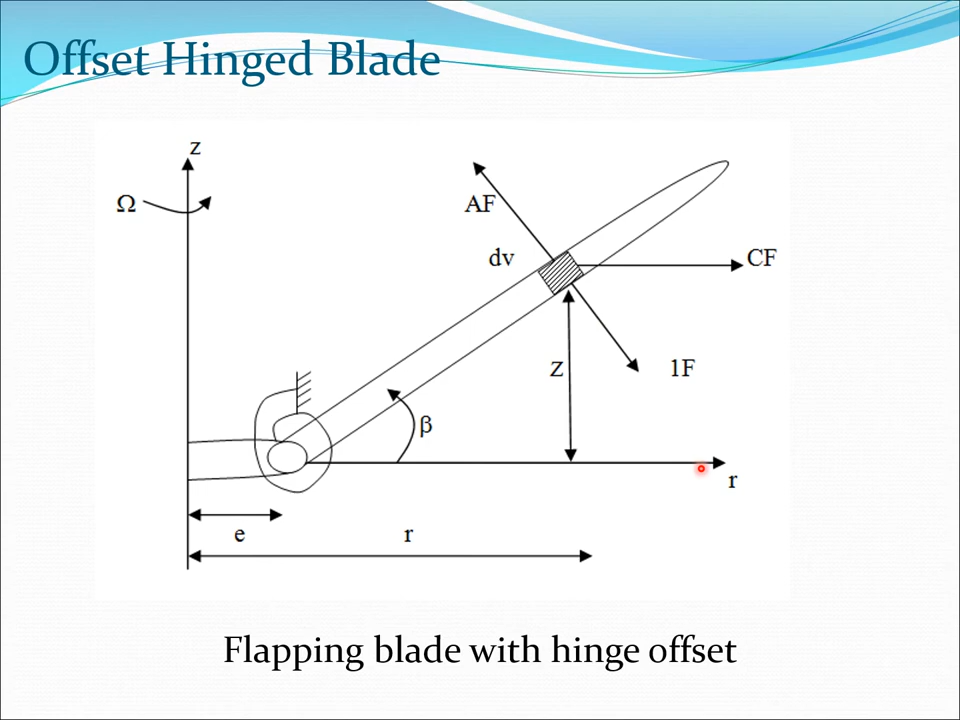 Offset Hinged Blade
z
Ω
AF
dv
CF
Z
1F
β
r
e
r
Flapping blade with hinge offset